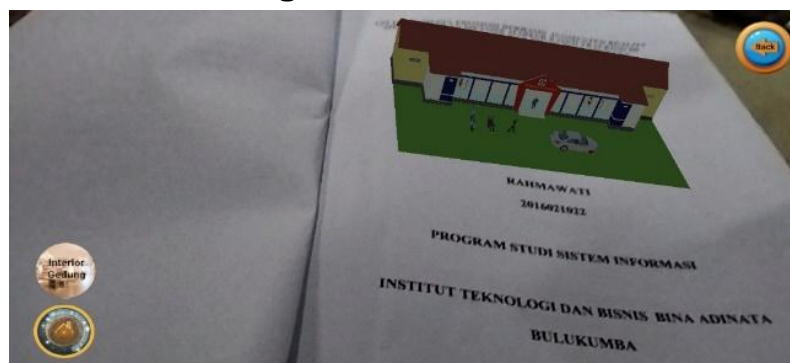 Back
RAHMAWATI
2016021022
PROGRAM STUDI SISTEM INFORMASI
INSTITUT TEKNOLOGI DAN BISNIS BINA ADINATA
BULUKUMBA
Interior
Gedung